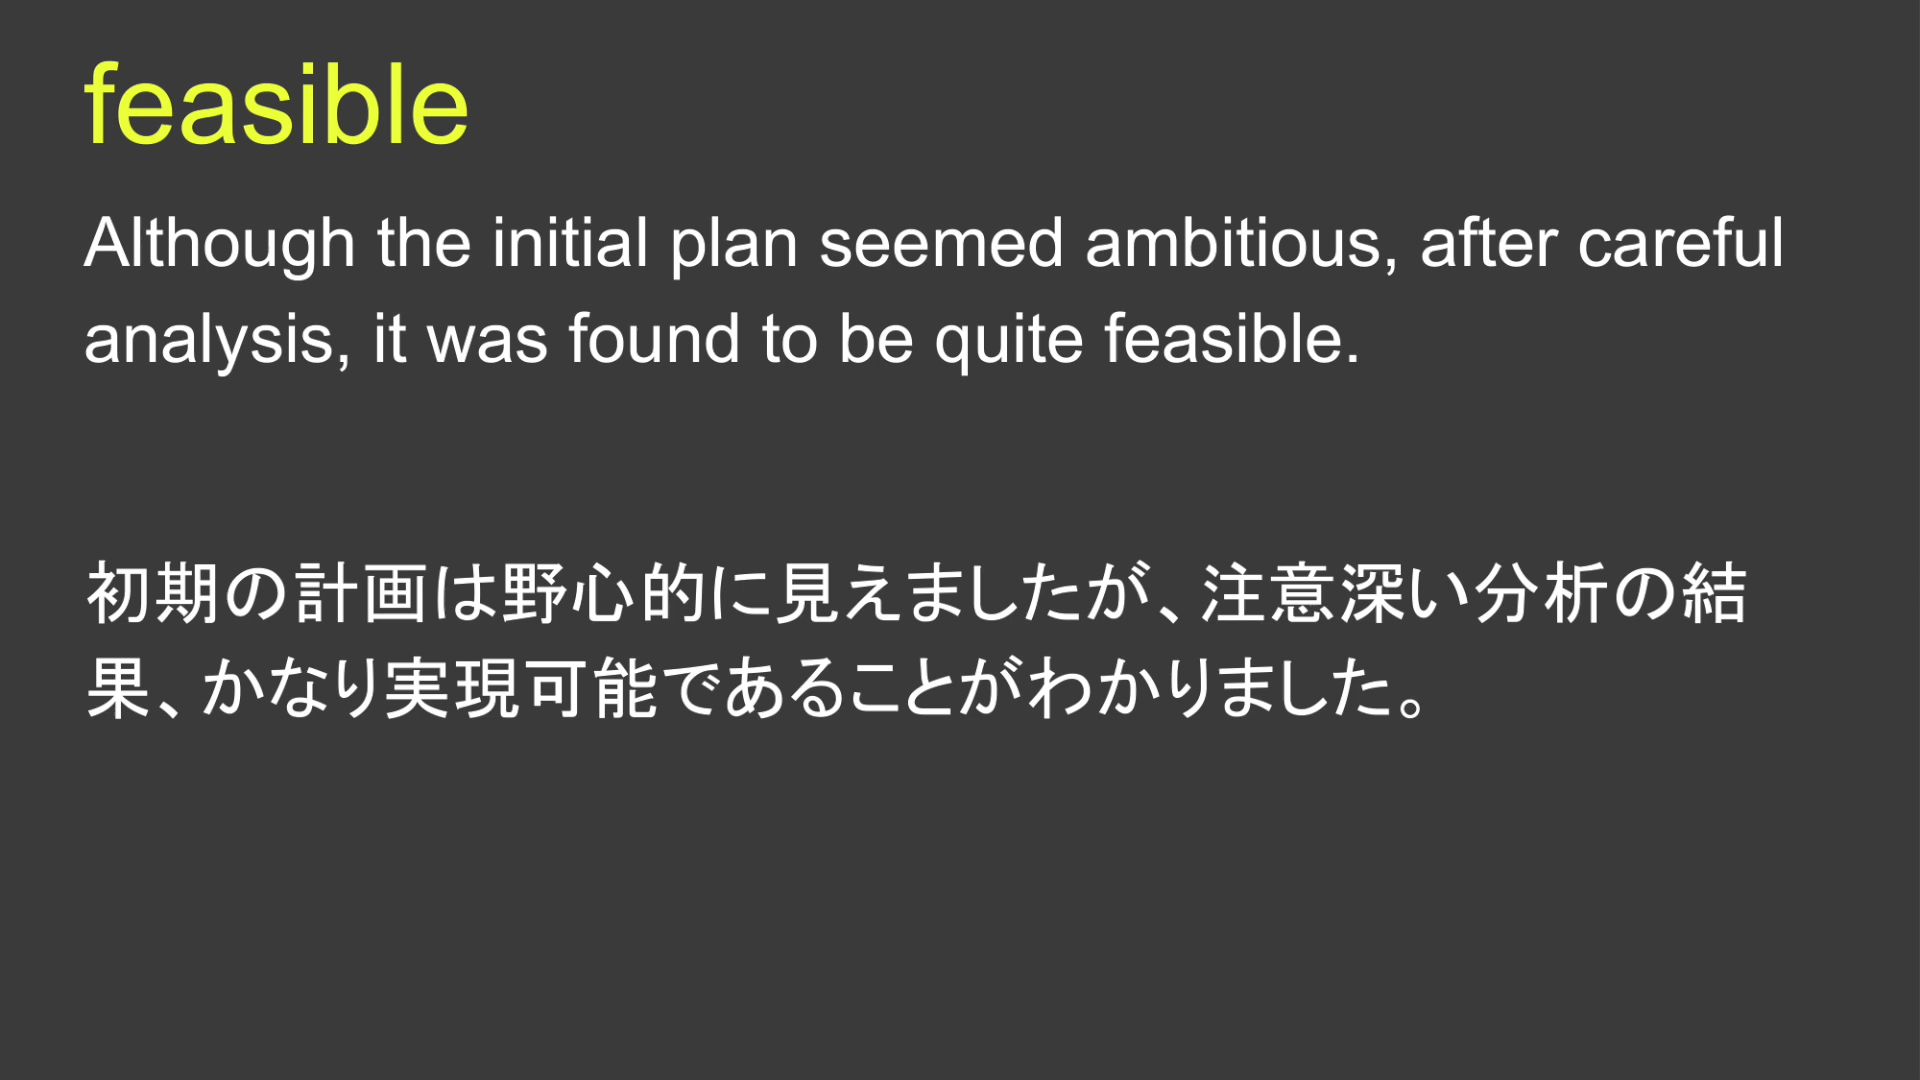 feasible
Although the initial plan seemed ambitious, after careful
analysis, it was found to be quite feasible.
初期の計画は野心的に見えましたが、注意深い分析の結
果、かなり実現可能であることがわかりました。